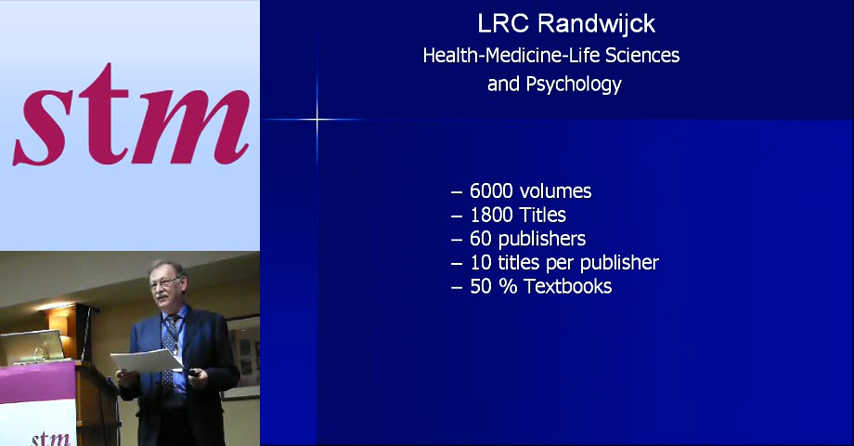 stm
LRC Randwijck
Health-Medicine-Life Sciences
and Psychology
– 6000 volumes
– 1800 Titles
– 60 publishers
– 10 titles per publisher
– 50 % Textbooks
stm